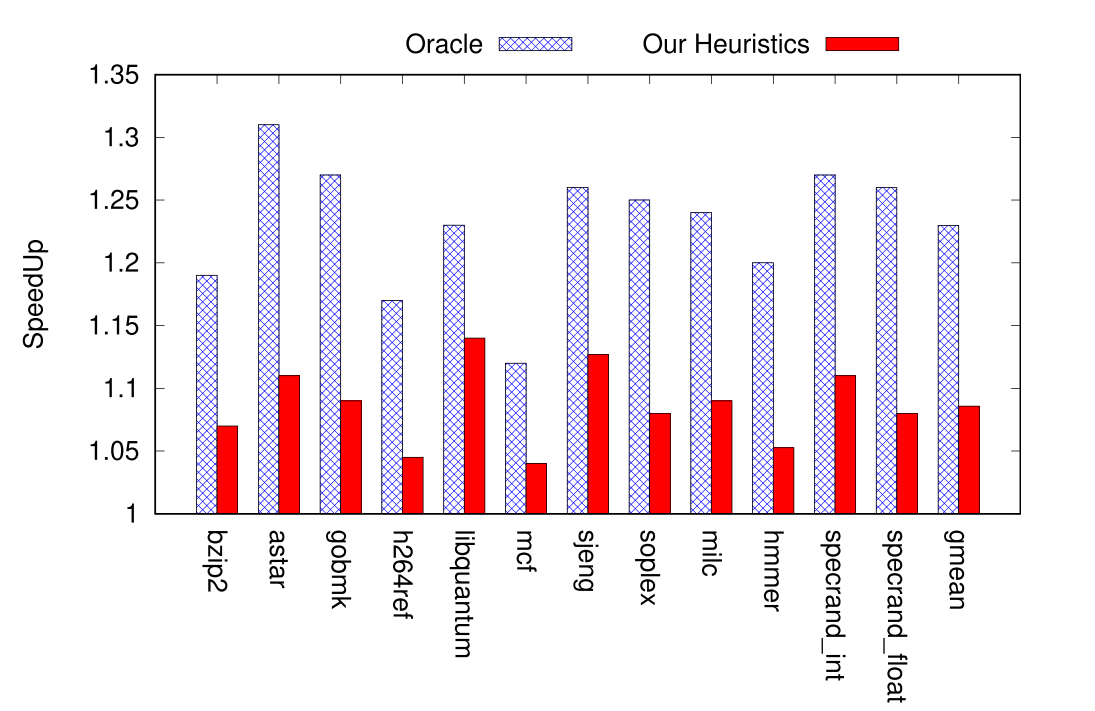 Oracle
Our Heuristics
1.35
1.3
1.25
1.2
1.15
1.1
1.05
1
SpeedUp
bzip2
astar
gobmk
h264ref
libquantum
mcf
sjeng
soplex
milc
hmmer
specrand_int
specrand_float
gmean